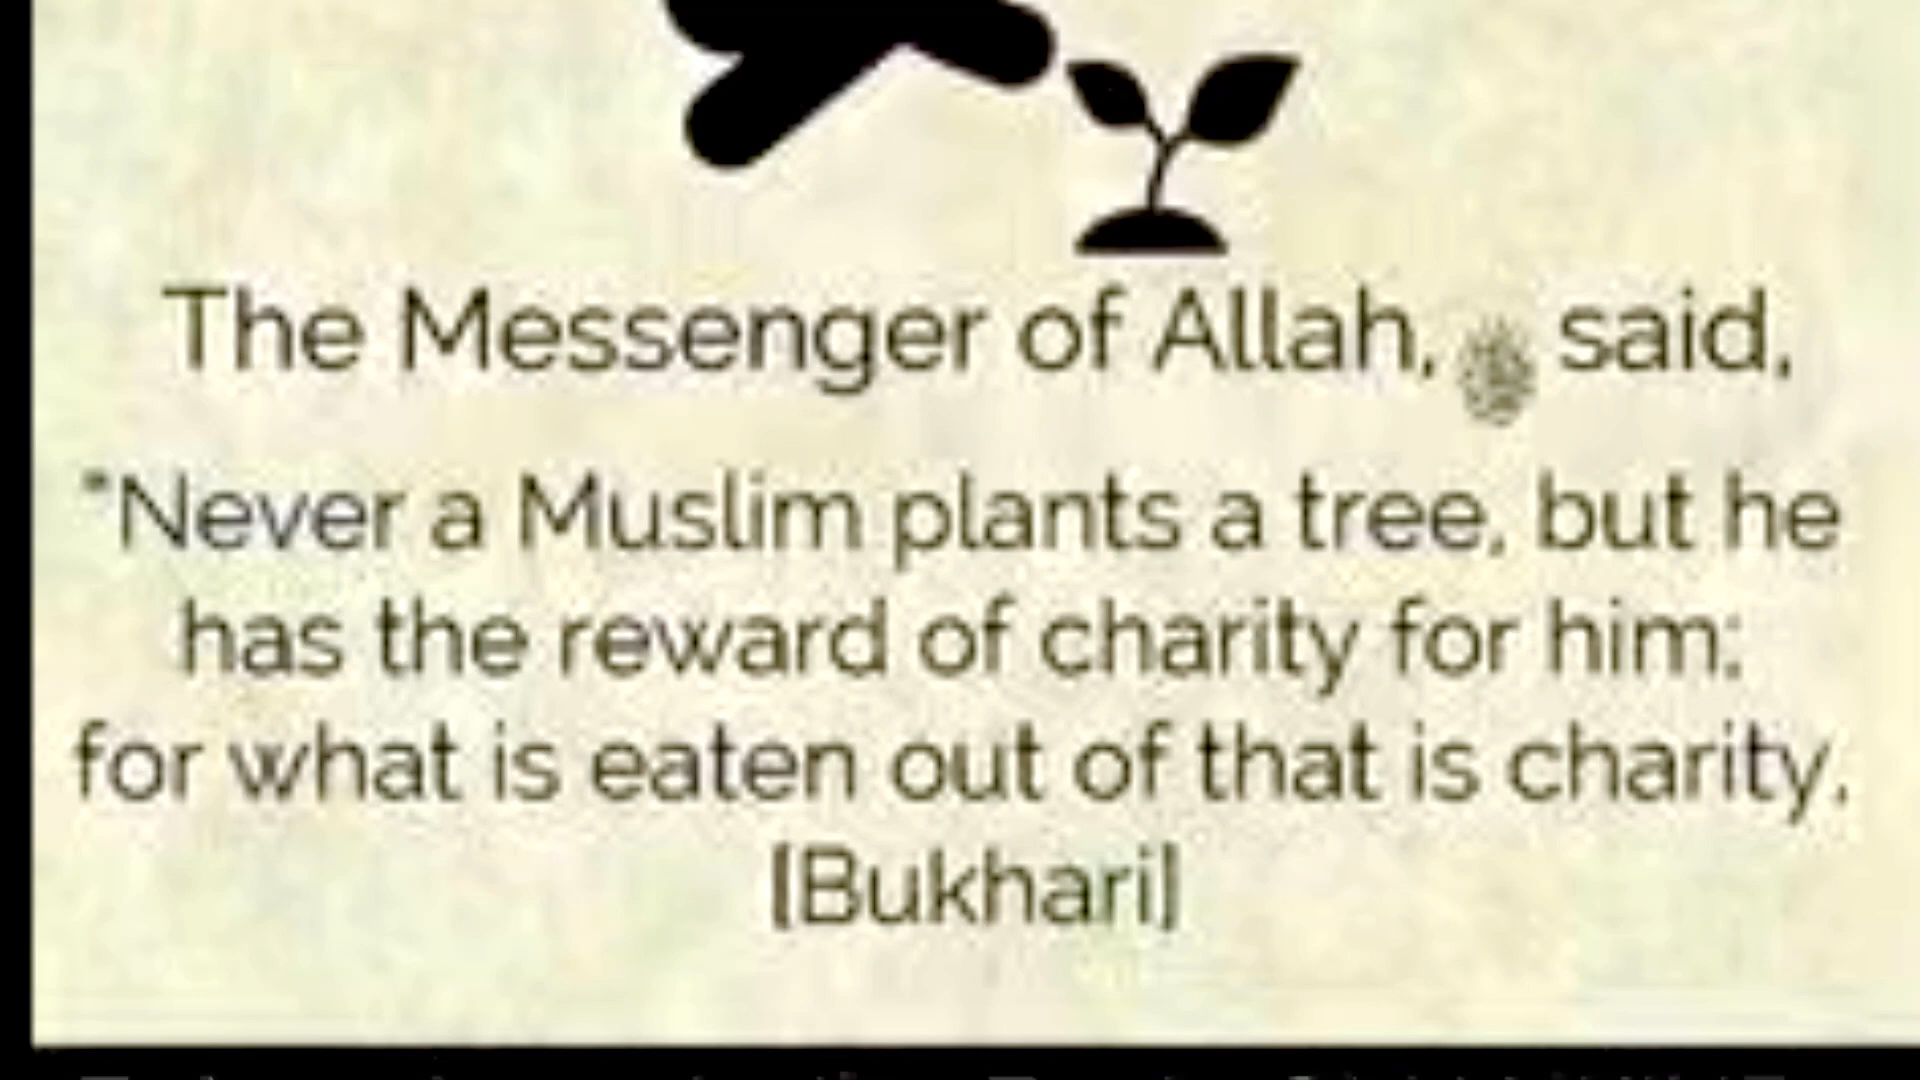 The Messenger of Allah, ﷺ said,
"Never a Muslim plants a tree, but he
has the reward of charity for him;
for what is eaten out of that is charity,
[Bukhari]